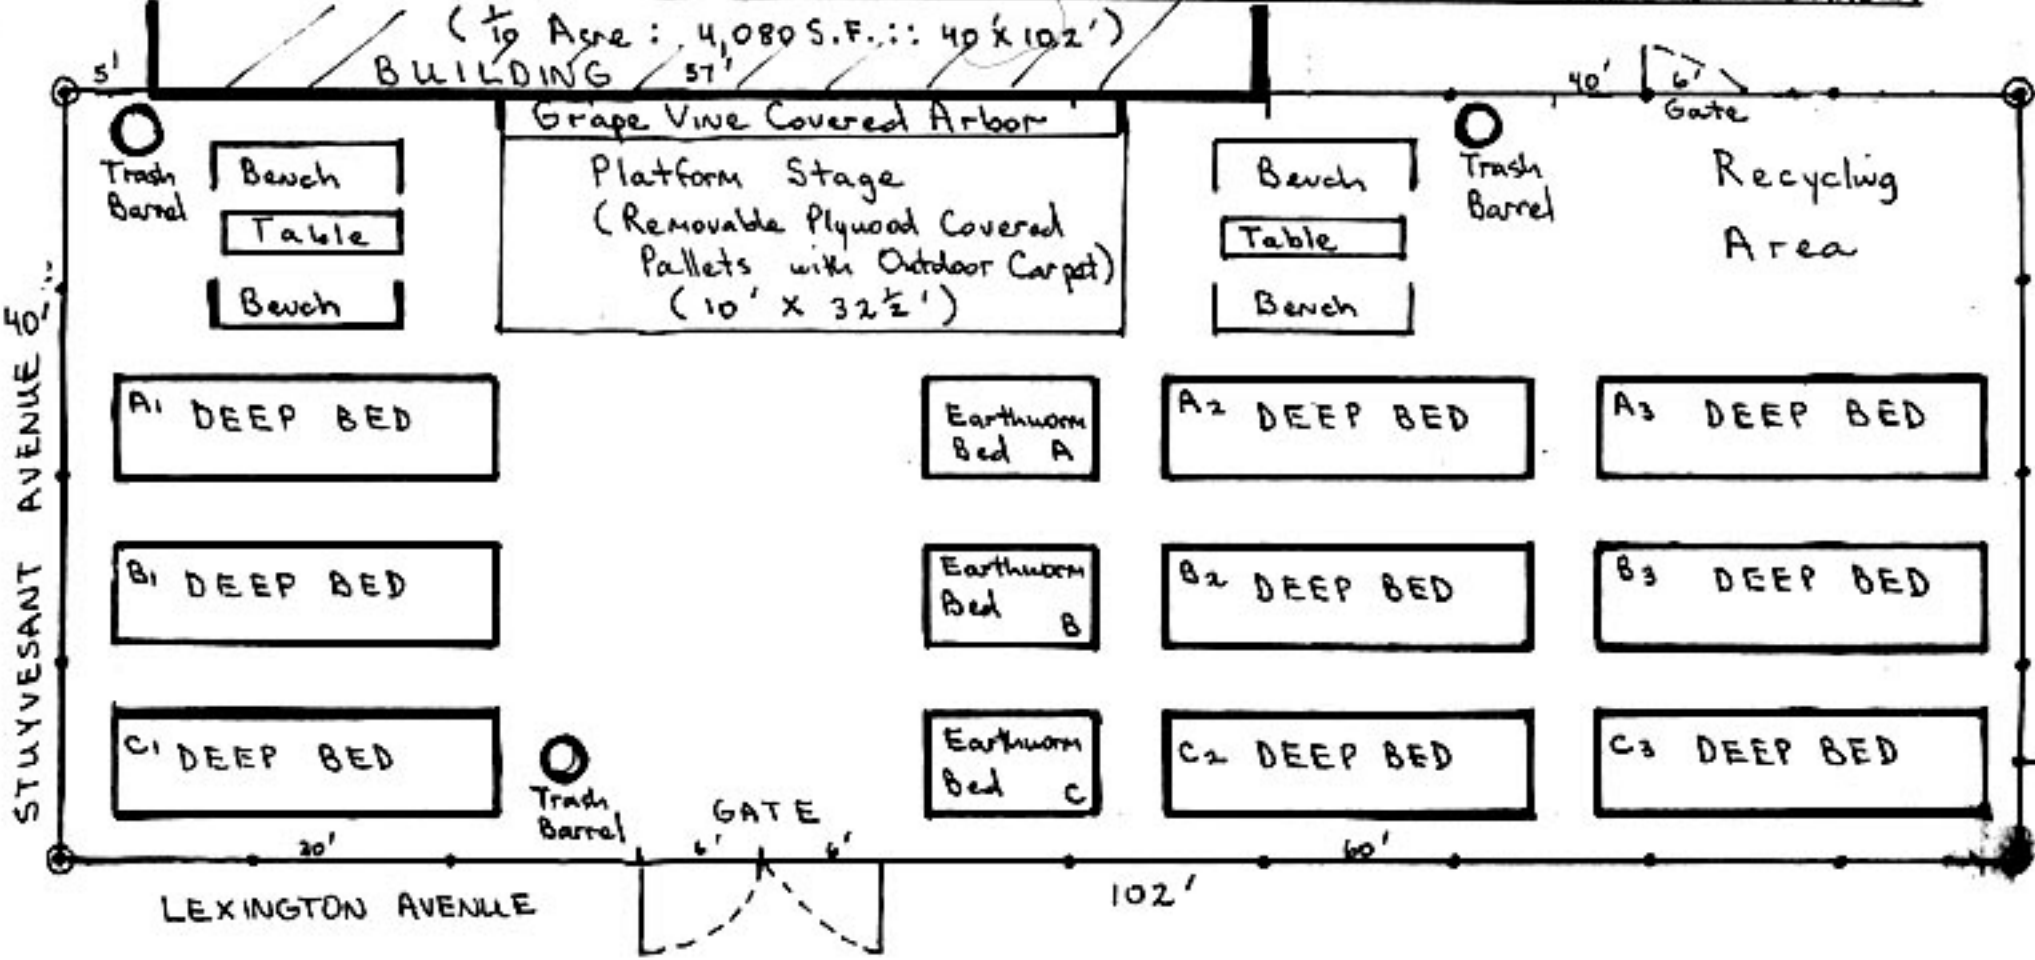 ( 1/10 Acre : 4,080 S.F. :: 40' x 102' )
BUILDING 57'
5'
40' 6'
Gate
Grape Vine Covered Arbor
Trash
Barrel
Bench
Table
Bench
Platform Stage
(Removable Plywood Covered
Pallets with Outdoor Carpet)
( 10' X 32 1/2' )
Bench
Table
Bench
Trash
Barrel
Recycling
Area
40'
STUYVESANT AVENUE
A1 DEEP BED
Earthworm
Bed A
A2 DEEP BED
A3 DEEP BED
B1 DEEP BED
Earthworm
Bed
B
B2 DEEP BED
B3 DEEP BED
C1 DEEP BED
Trash
Barrel
GATE
6' 6'
Earthworm
Bed C
C2 DEEP BED
C3 DEEP BED
60'
102'
LEXINGTON AVENUE